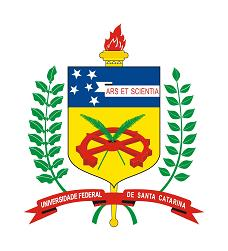 ARS ET SCIENTIA
UNIVERSIDADE FEDERAL DE SANTA CATARINA